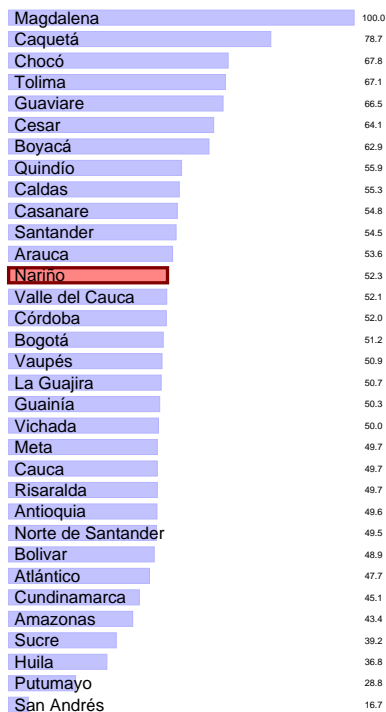 Magdalena 100.0
Caquetá 78.7
Chocó 67.8
Tolima 67.1
Guaviare 66.5
Cesar 64.1
Boyacá 62.9
Quindío 55.9
Caldas 55.3
Casanare 54.8
Santander 54.5
Arauca 53.6
Nariño 52.3
Valle del Cauca 52.1
Córdoba 52.0
Bogotá 51.2
Vaupés 50.9
La Guajira 50.7
Guainía 50.3
Vichada 50.0
Meta 49.7
Cauca 49.7
Risaralda 49.7
Antioquia 49.6
Norte de Santander 49.5
Bolivar 48.9
Atlántico 47.7
Cundinamarca 45.1
Amazonas 43.4
Sucre 39.2
Huila 36.8
Putumayo 28.8
San Andrés 16.7